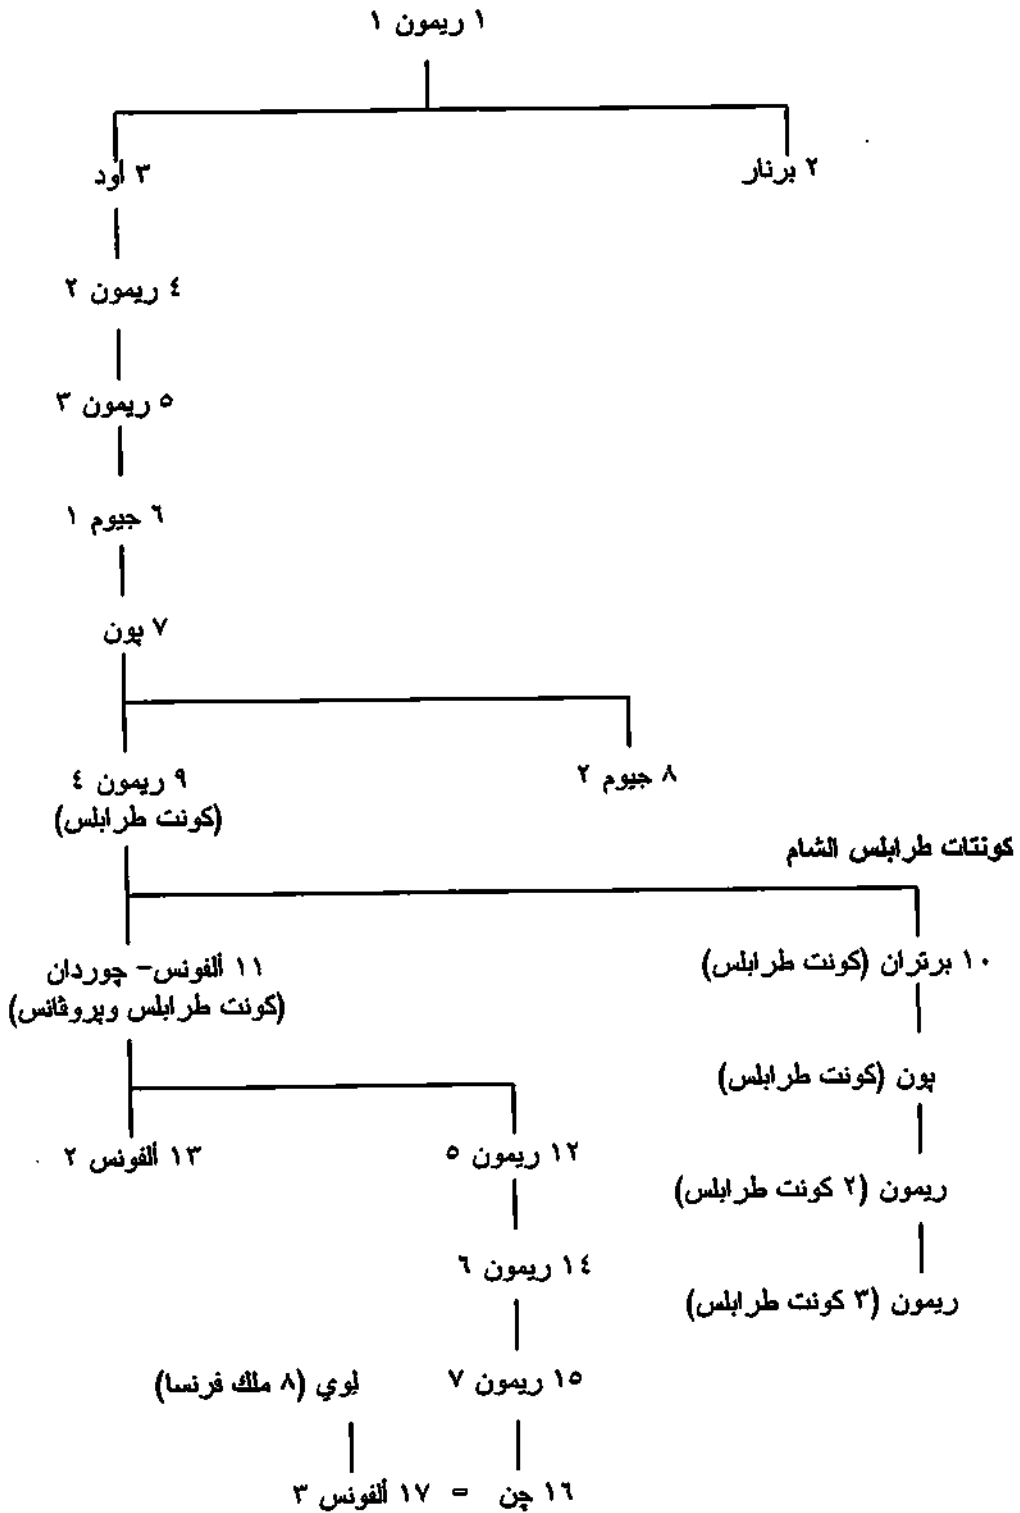 ١ ريمون ١
٢ برنار
٣ أود
٤ ريمون ٢
٥ ريمون ٣
٦ جيوم ١
٧ پون
٨ جيوم ٢
٩ ريمون ٤
(كونت طرابلس)
كونتات طرابلس الشام
١٠ برتران (كونت طرابلس)
١١ ألفونس- چوردان
(كونت طرابلس وپروڤانس)
پون (كونت طرابلس)
١٢ ريمون ٥
١٣ ألفونس ٢
ريمون (٢ كونت طرابلس)
١٤ ريمون ٦
ريمون (٣ كونت طرابلس)
١٥ ريمون ٧
لوي (٨ ملك فرنسا)
١٦ چن = ١٧ ألفونس ٣